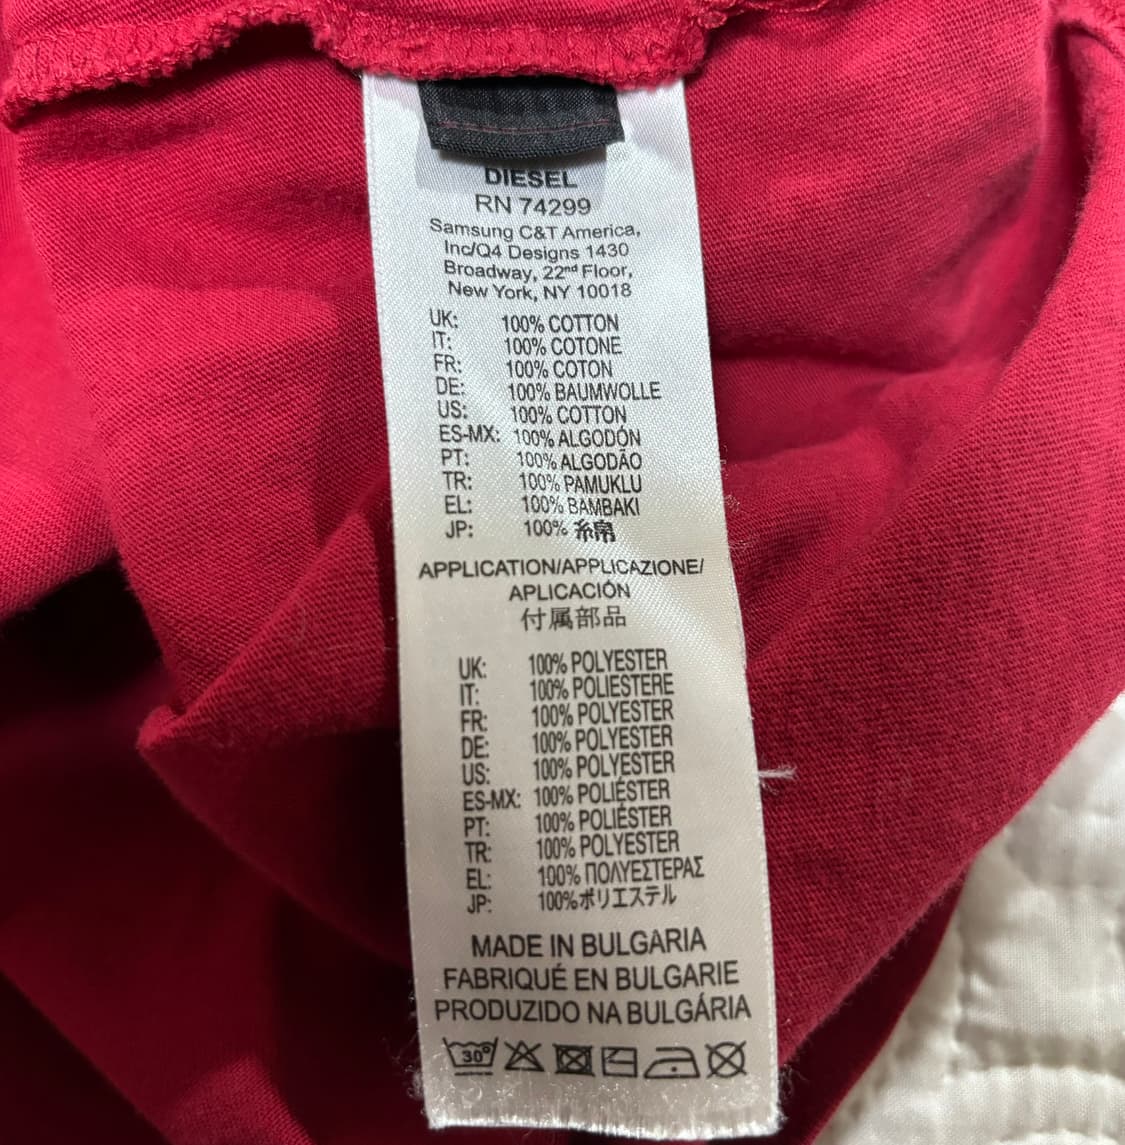 DIESEL
RN 74299
Samsung C&T America,
Inc/Q4 Designs 1430
Broadway, 22nd Floor,
New York, NY 10018
UK: 100% COTTON
IT: 100% COTONE
FR: 100% COTON
DE: 100% BAUMWOLLE
US: 100% COTTON
ES-MX: 100% ALGODÓN
PT: 100% ALGODÃO
TR: 100% PAMUKLU
EL: 100% BAMBAKI
JP: 100% 糸帛
APPLICATION/APPLICAZIONE/
APLICACIÓN
付属部品
UK: 100% POLYESTER
IT: 100% POLIESTERE
FR: 100% POLYESTER
DE: 100% POLYESTER
US: 100% POLYESTER
ES-MX: 100% POLIÉSTER
PT: 100% POLIÉSTER
TR: 100% POLYESTER
EL: 100% ΠΟΛΥΕΣΤΕΡΑΣ
JP: 100%ポリエステル
MADE IN BULGARIA
FABRIQUÉ EN BULGARIE
PRODUZIDO NA BULGÁRIA
30°